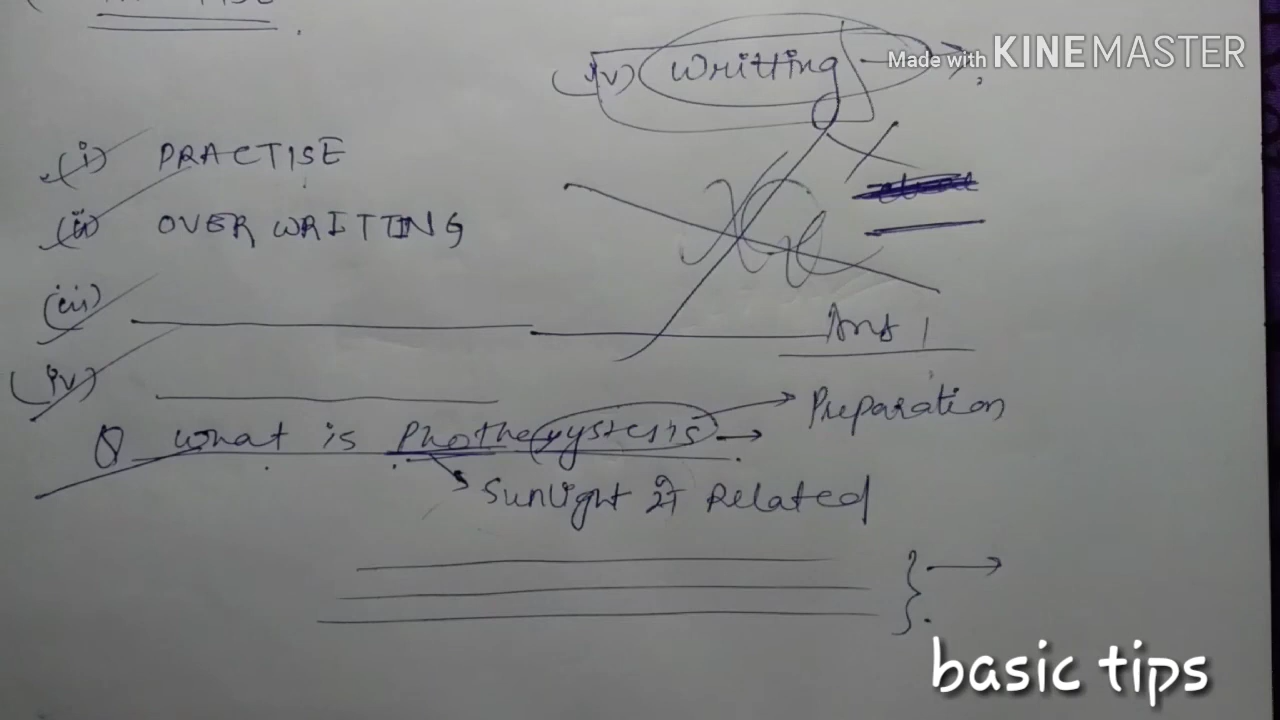 (iv) Writting
Made with KINEMASTER
(i) PRACTISE
(ii) OVER WRITTING
(iii)
(iv)
Ans 1
Q What is Phothesystesis
Preparation
Sunlight से Related
basic tips